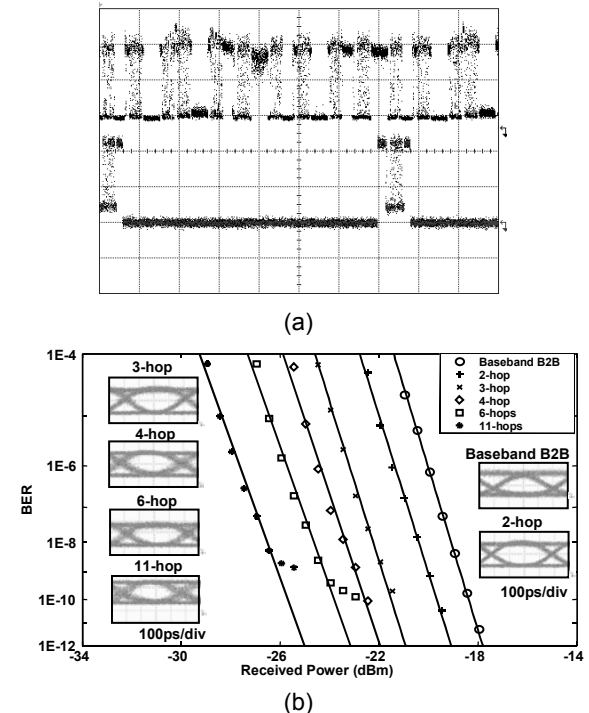 (a)
1E-4
1E-6
1E-8
1E-10
1E-12
BER
3-hop
4-hop
6-hop
11-hop
100ps/div
Baseband B2B
2-hop
3-hop
4-hop
6-hops
11-hops
Baseband B2B
2-hop
100ps/div
-34
-30
-26
-22
-18
-14
Received Power (dBm)
(b)